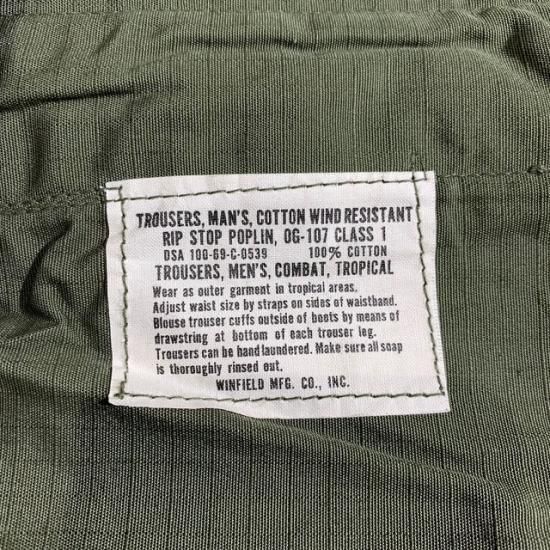 TROUSERS, MAN'S, COTTON WIND RESISTANT
RIP STOP POPLIN, OG-107 CLASS 1
DSA 100-69-C-0539 100% COTTON
TROUSERS, MEN'S, COMBAT, TROPICAL
Wear as outer garment in tropical areas.
Adjust waist size by straps on sides of waistband.
Blouse trouser cuffs outside of boots by means of
drawstring at bottom of each trouser leg.
Trousers can be hand laundered. Make sure all soap
is thoroughly rinsed out.
WINFIELD MFG. CO., INC.